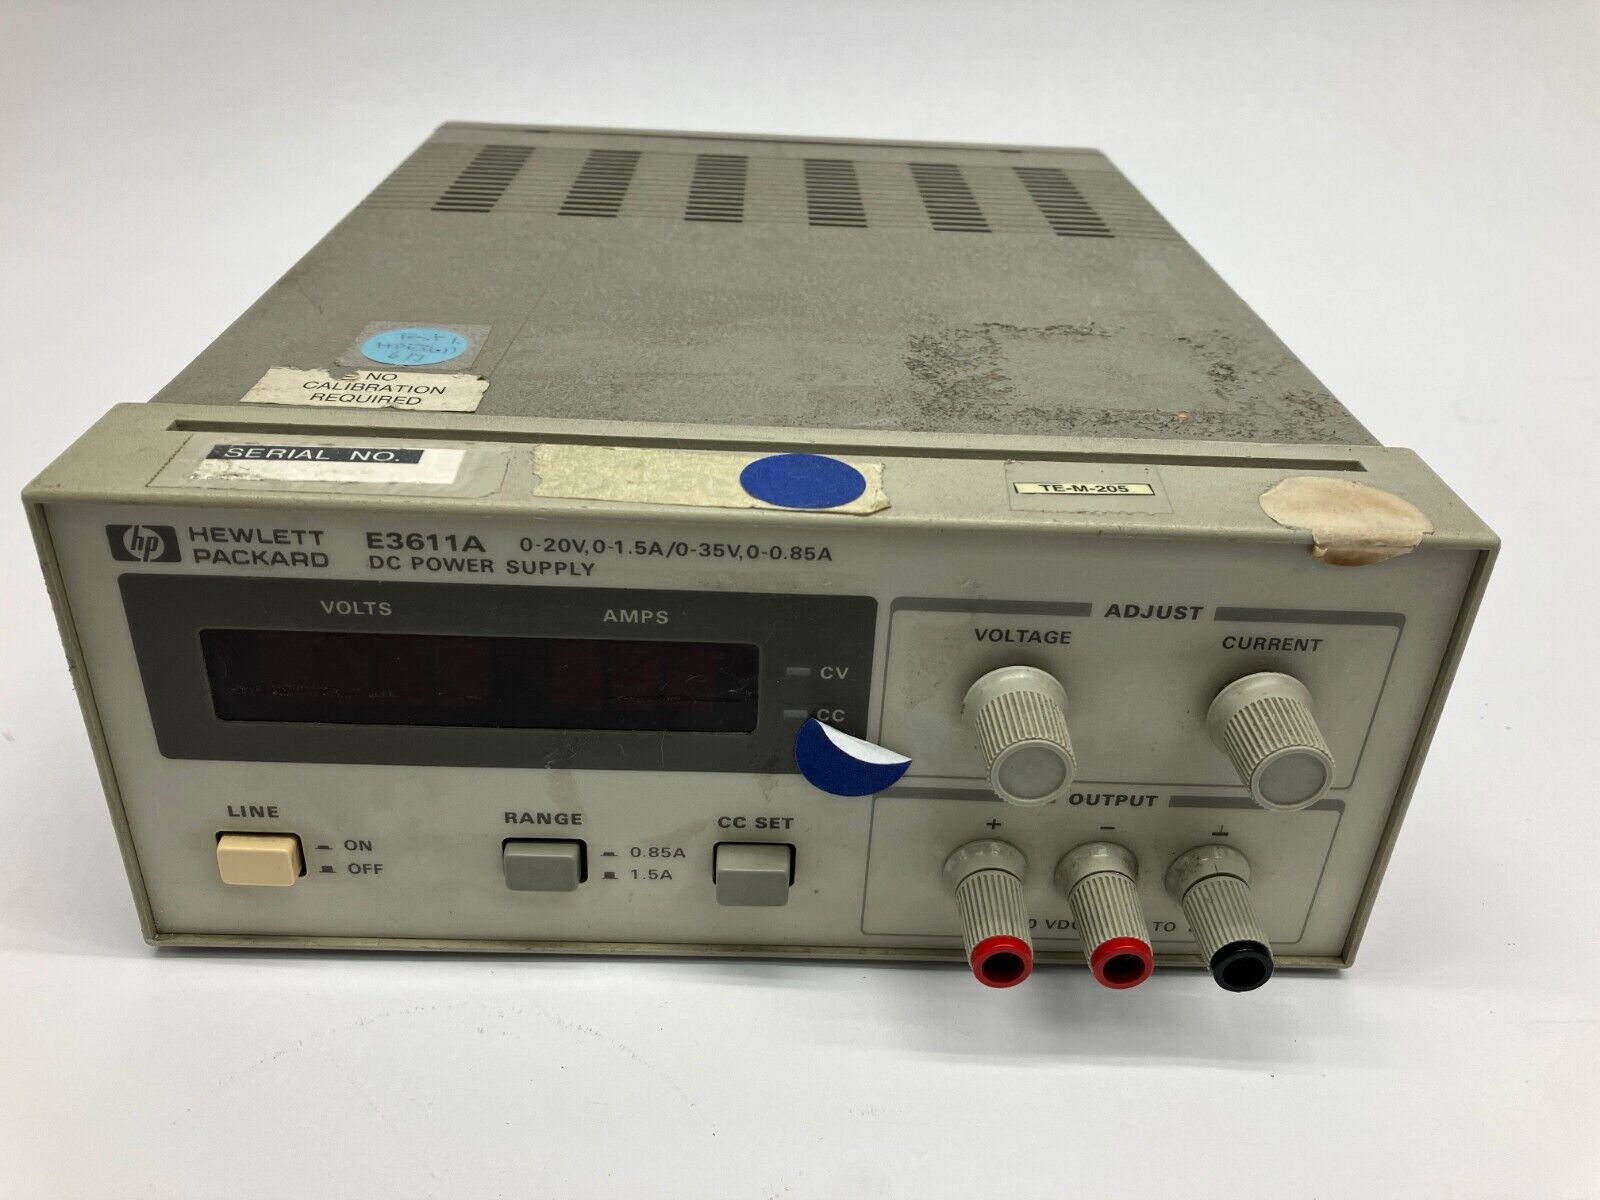 NO
CALIBRATION
REQUIRED
SERIAL NO.
TE-M-205
hp HEWLETT
PACKARD
E3611A 0-20V,0-1.5A/0-35V,0-0.85A
DC POWER SUPPLY
VOLTS AMPS
CV
CC
ADJUST
VOLTAGE CURRENT
LINE
ON
OFF
RANGE
0.85A
1.5A
CC SET
OUTPUT
+ −
TO